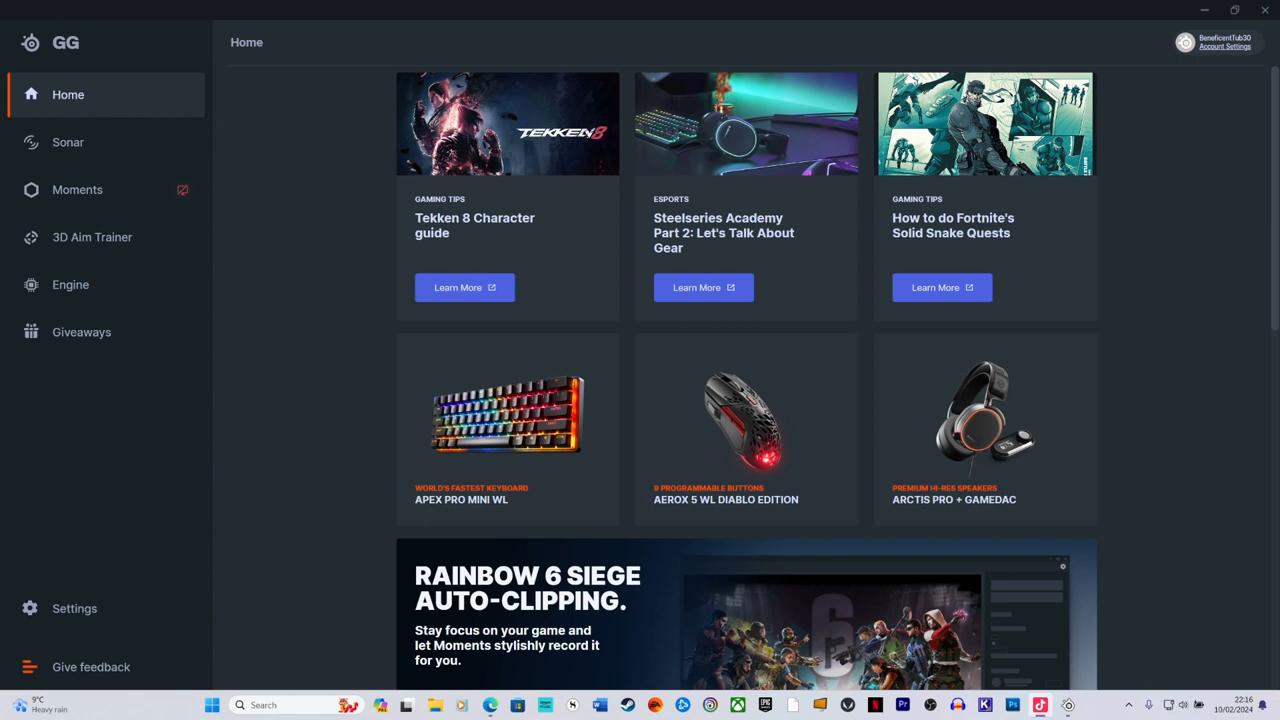 GG
Home
BeneficentTub30
Account Settings
Home
Sonar
Moments
3D Aim Trainer
Engine
Giveaways
Settings
Give feedback
TEKKEN 8
GAMING TIPS
Tekken 8 Character
guide
Learn More
ESPORTS
Steelseries Academy
Part 2: Let's Talk About
Gear
Learn More
GAMING TIPS
How to do Fortnite's
Solid Snake Quests
Learn More
WORLD'S FASTEST KEYBOARD
APEX PRO MINI WL
9 PROGRAMMABLE BUTTONS
AEROX 5 WL DIABLO EDITION
PREMIUM HI-RES SPEAKERS
ARCTIS PRO + GAMEDAC
RAINBOW 6 SIEGE
AUTO-CLIPPING.
Stay focus on your game and
let Moments stylishly record it
for you.
6
9°C
Heavy rain
Search
22:16
10/02/2024